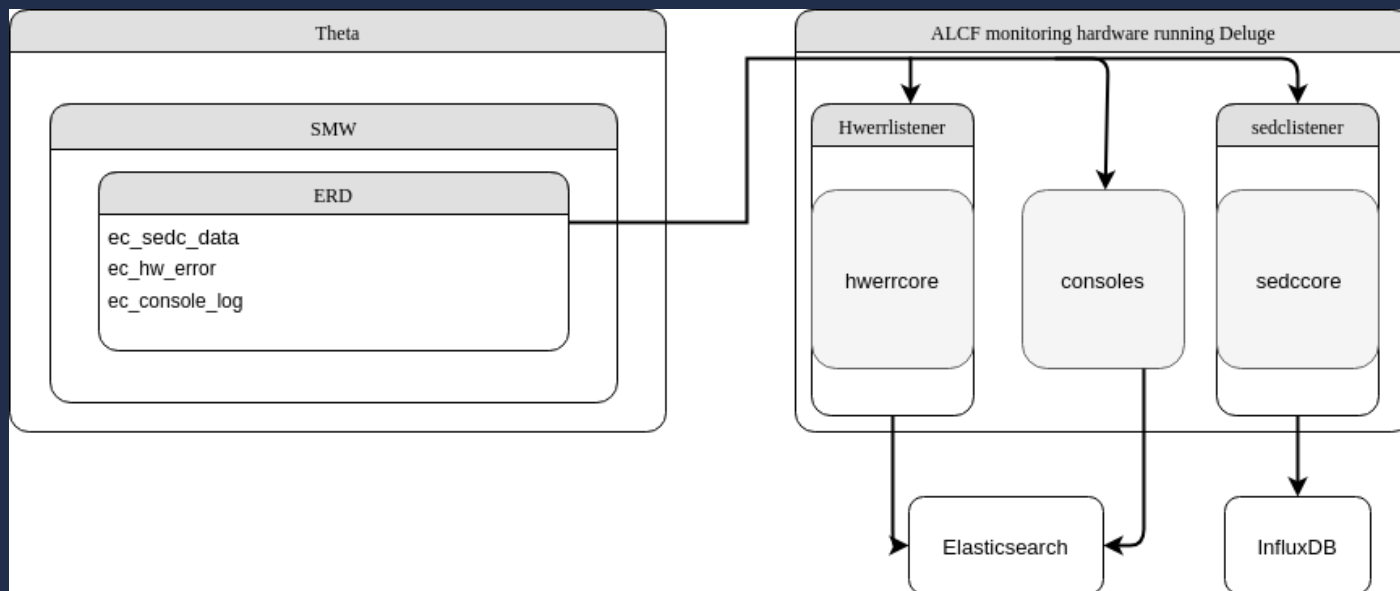 Theta
SMW
ERD
ec_sedc_data
ec_hw_error
ec_console_log
ALCF monitoring hardware running Deluge
Hwerrlistener
sedclistener
hwerrcore
consoles
sedccore
Elasticsearch
InfluxDB